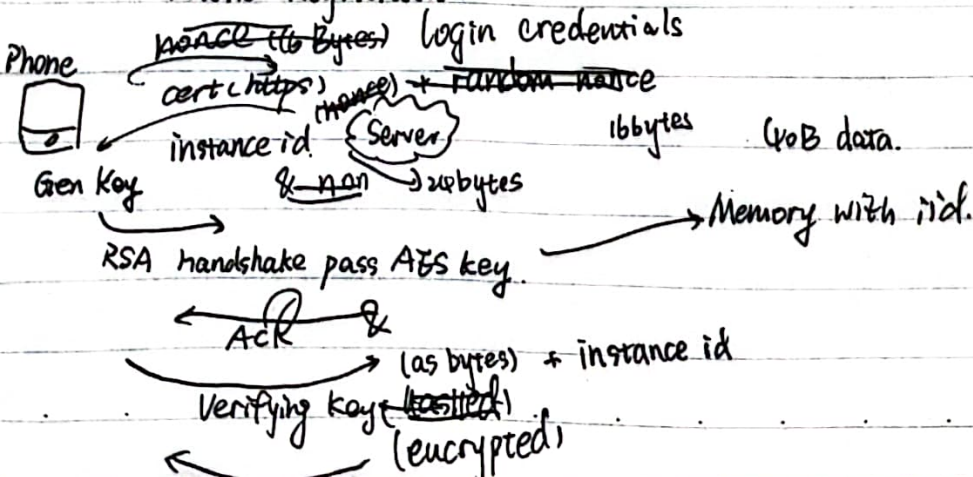 nonce (16 Bytes) login credentials
Phone
cert (https) (nonce) + random nonce
instance id. Server 16bytes 40B data.
Gen Key & non 24bytes
Memory with iid.
RSA handshake pass AES key.
ACK &
(as bytes) + instance id
Verifying Key (hashed)
(encrypted)